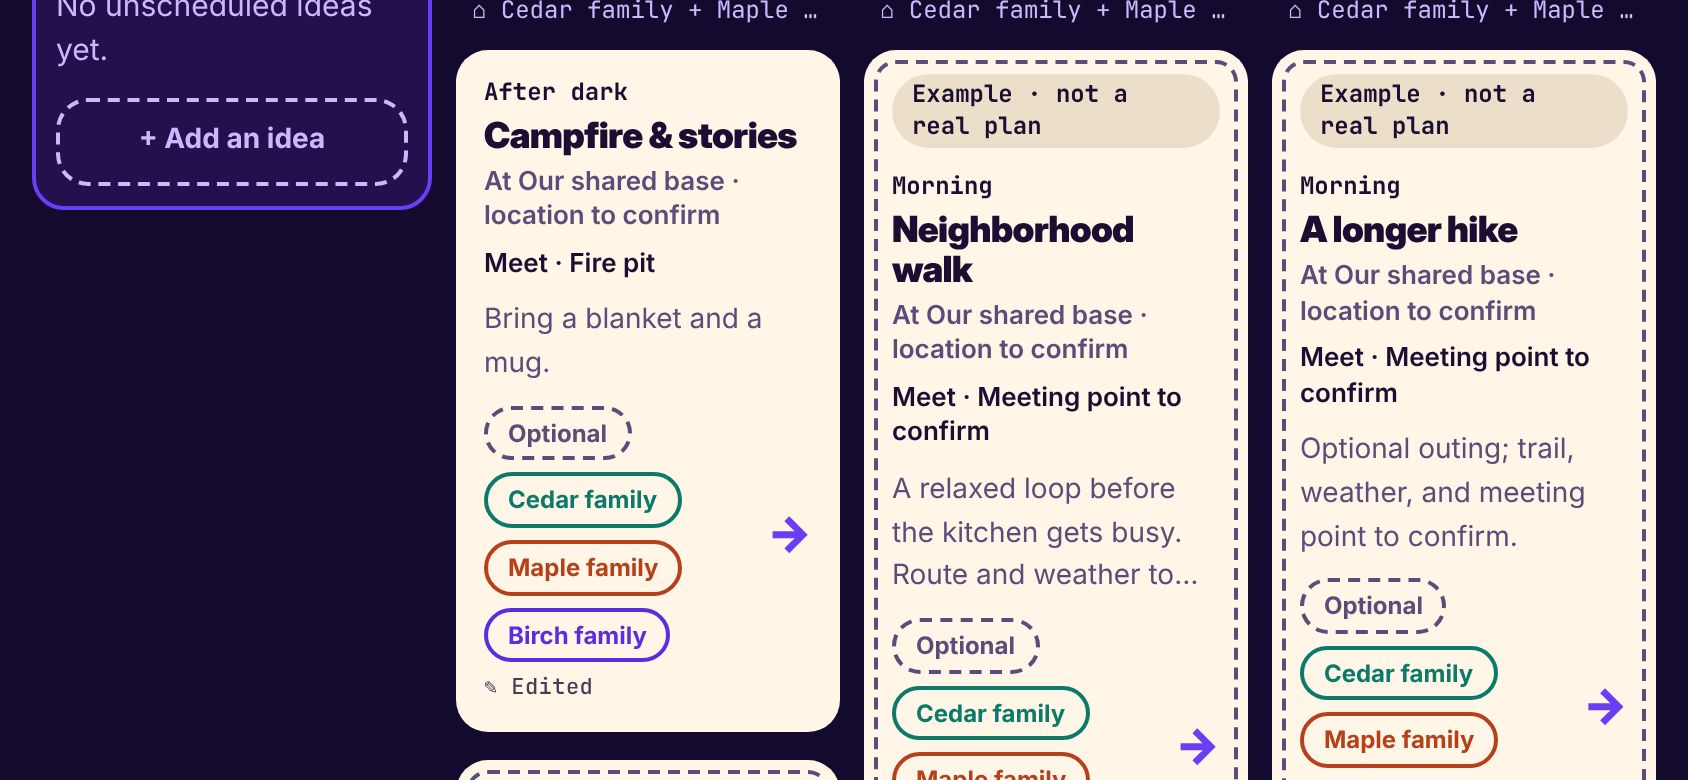 No unscheduled ideas
yet.
+ Add an idea
⌂ Cedar family + Maple …
After dark
Campfire & stories
At Our shared base ·
location to confirm
Meet · Fire pit
Bring a blanket and a
mug.
Optional
Cedar family
Maple family
Birch family
✎ Edited
⌂ Cedar family + Maple …
Example · not a
real plan
Morning
Neighborhood
walk
At Our shared base ·
location to confirm
Meet · Meeting point to
confirm
A relaxed loop before
the kitchen gets busy.
Route and weather to…
Optional
Cedar family
Maple family
⌂ Cedar family + Maple …
Example · not a
real plan
Morning
A longer hike
At Our shared base ·
location to confirm
Meet · Meeting point to
confirm
Optional outing; trail,
weather, and meeting
point to confirm.
Optional
Cedar family
Maple family